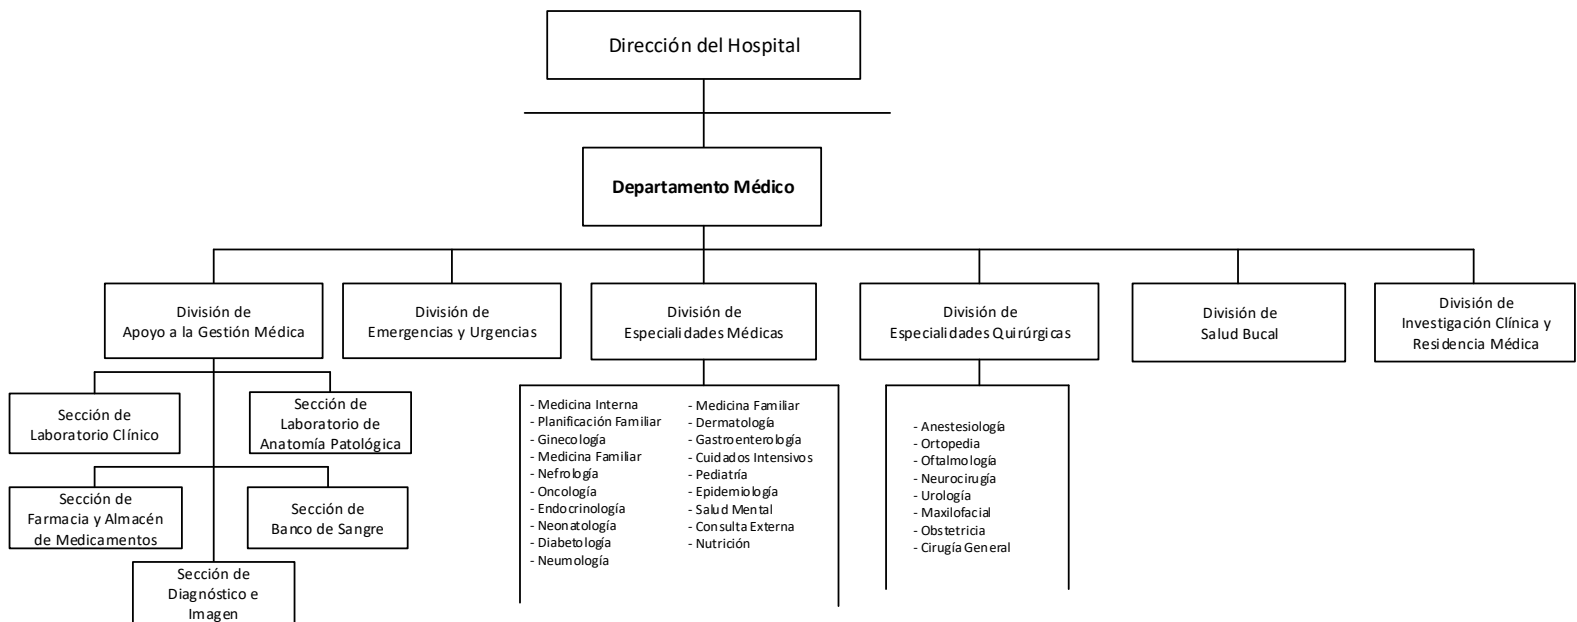 Dirección del Hospital
Departamento Médico
División de
Apoyo a la Gestión Médica
División de
Emergencias y Urgencias
División de
Especialidades Médicas
División de
Especialidades Quirúrgicas
División de
Salud Bucal
División de
Investigación Clínica y
Residencia Médica
Sección de
Laboratorio Clínico
Sección de
Laboratorio de
Anatomía Patológica
Sección de
Farmacia y Almacén
de Medicamentos
Sección de
Banco de Sangre
Sección de
Diagnóstico e
Imagen
- Medicina Interna
- Planificación Familiar
- Ginecología
- Medicina Familiar
- Nefrología
- Oncología
- Endocrinología
- Neonatología
- Diabetología
- Neumología
- Medicina Familiar
- Dermatología
- Gastroenterología
- Cuidados Intensivos
- Pediatría
- Epidemiología
- Salud Mental
- Consulta Externa
- Nutrición
- Anestesiología
- Ortopedia
- Oftalmología
- Neurocirugía
- Urología
- Maxilofacial
- Obstetricia
- Cirugía General